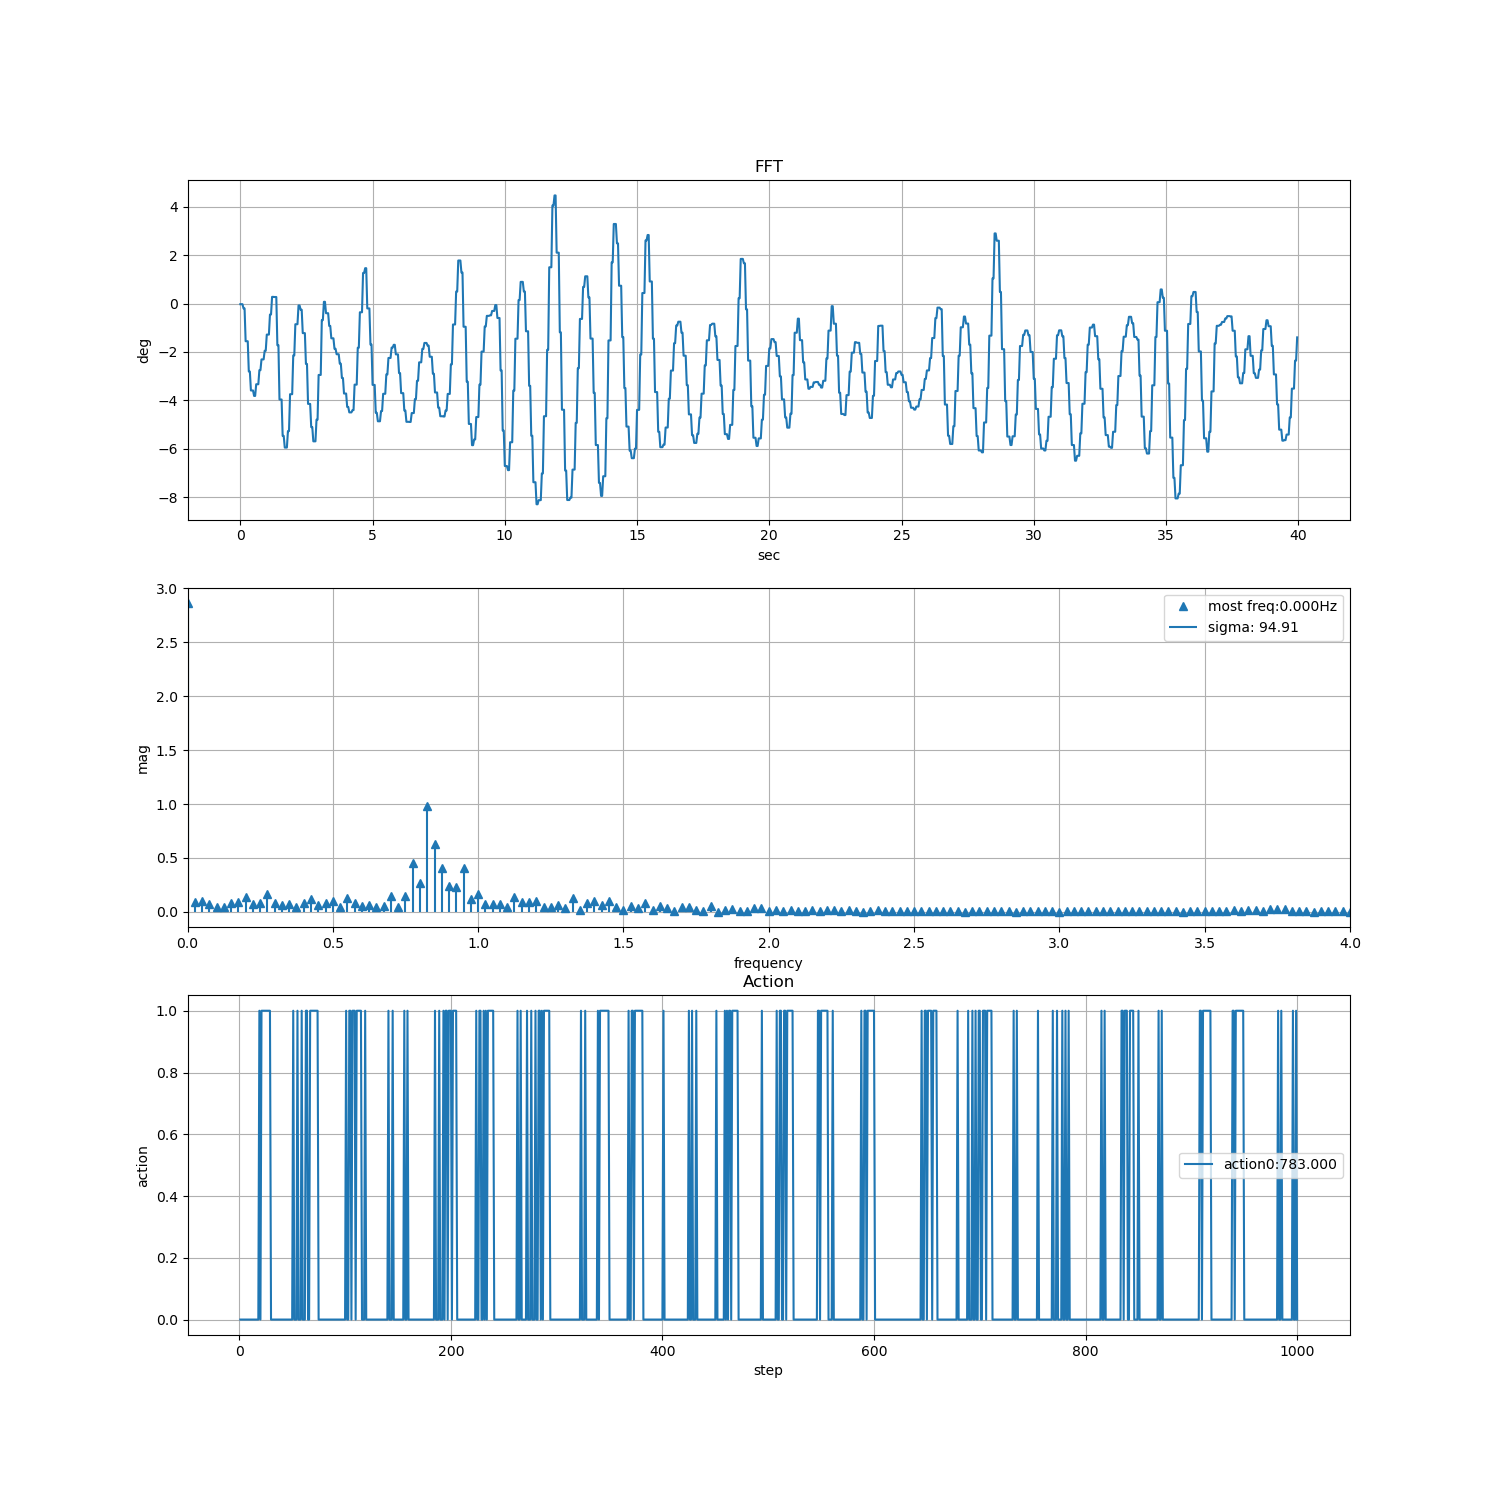 FFT
4
2
0
−2
−4
−6
−8
deg
0 5 10 15 20 25 30 35 40
sec
3.0
2.5
2.0
1.5
1.0
0.5
0.0
mag
most freq:0.000Hz
sigma: 94.91
0.0 0.5 1.0 1.5 2.0 2.5 3.0 3.5 4.0
frequency
Action
1.0
0.8
0.6
0.4
0.2
0.0
action
action0:783.000
0 200 400 600 800 1000
step